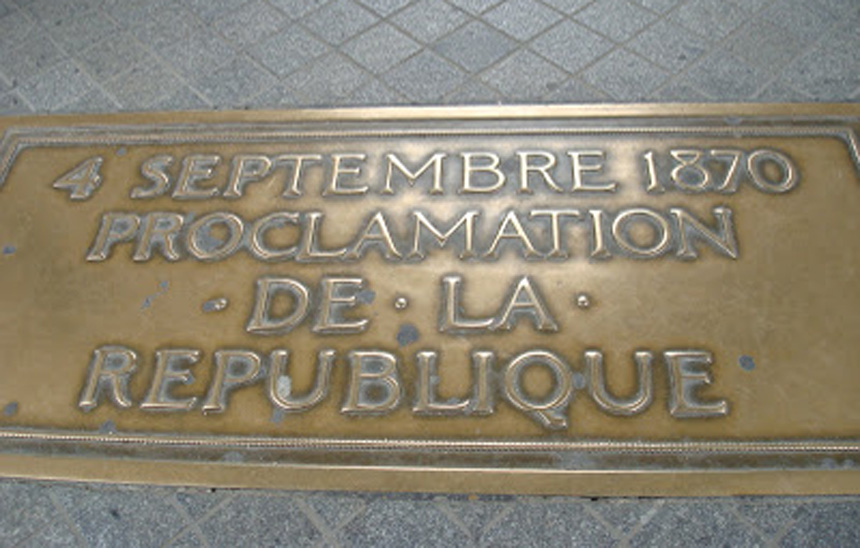 4 SEPTEMBRE 1870
PROCLAMATION
· DE · LA ·
REPUBLIQUE